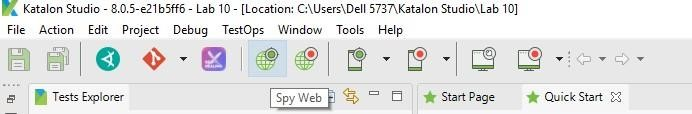 Katalon Studio - 8.0.5-e21b5ff6 - Lab 10 - [Location: C:\Users\Dell 5737\Katalon Studio\Lab 10]
File Action Edit Project Debug TestOps Window Tools Help
Spy Web
Tests Explorer
Start Page
Quick Start